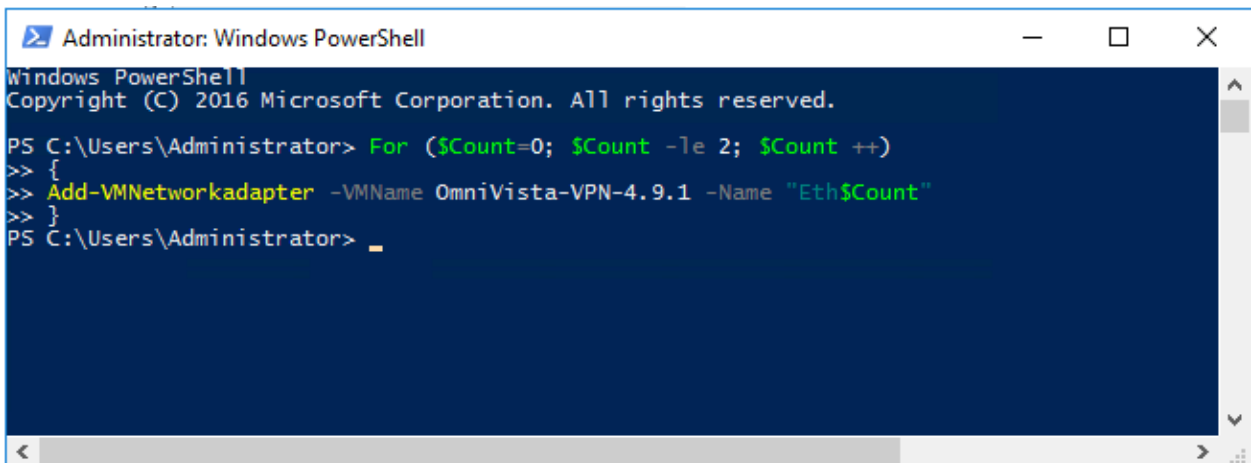 Administrator: Windows PowerShell
Windows PowerShell
Copyright (C) 2016 Microsoft Corporation. All rights reserved.
PS C:\Users\Administrator> For ($Count=0; $Count -le 2; $Count ++)
>> {
>> Add-VMNetworkadapter -VMName OmniVista-VPN-4.9.1 -Name "Eth$Count"
>> }
PS C:\Users\Administrator>